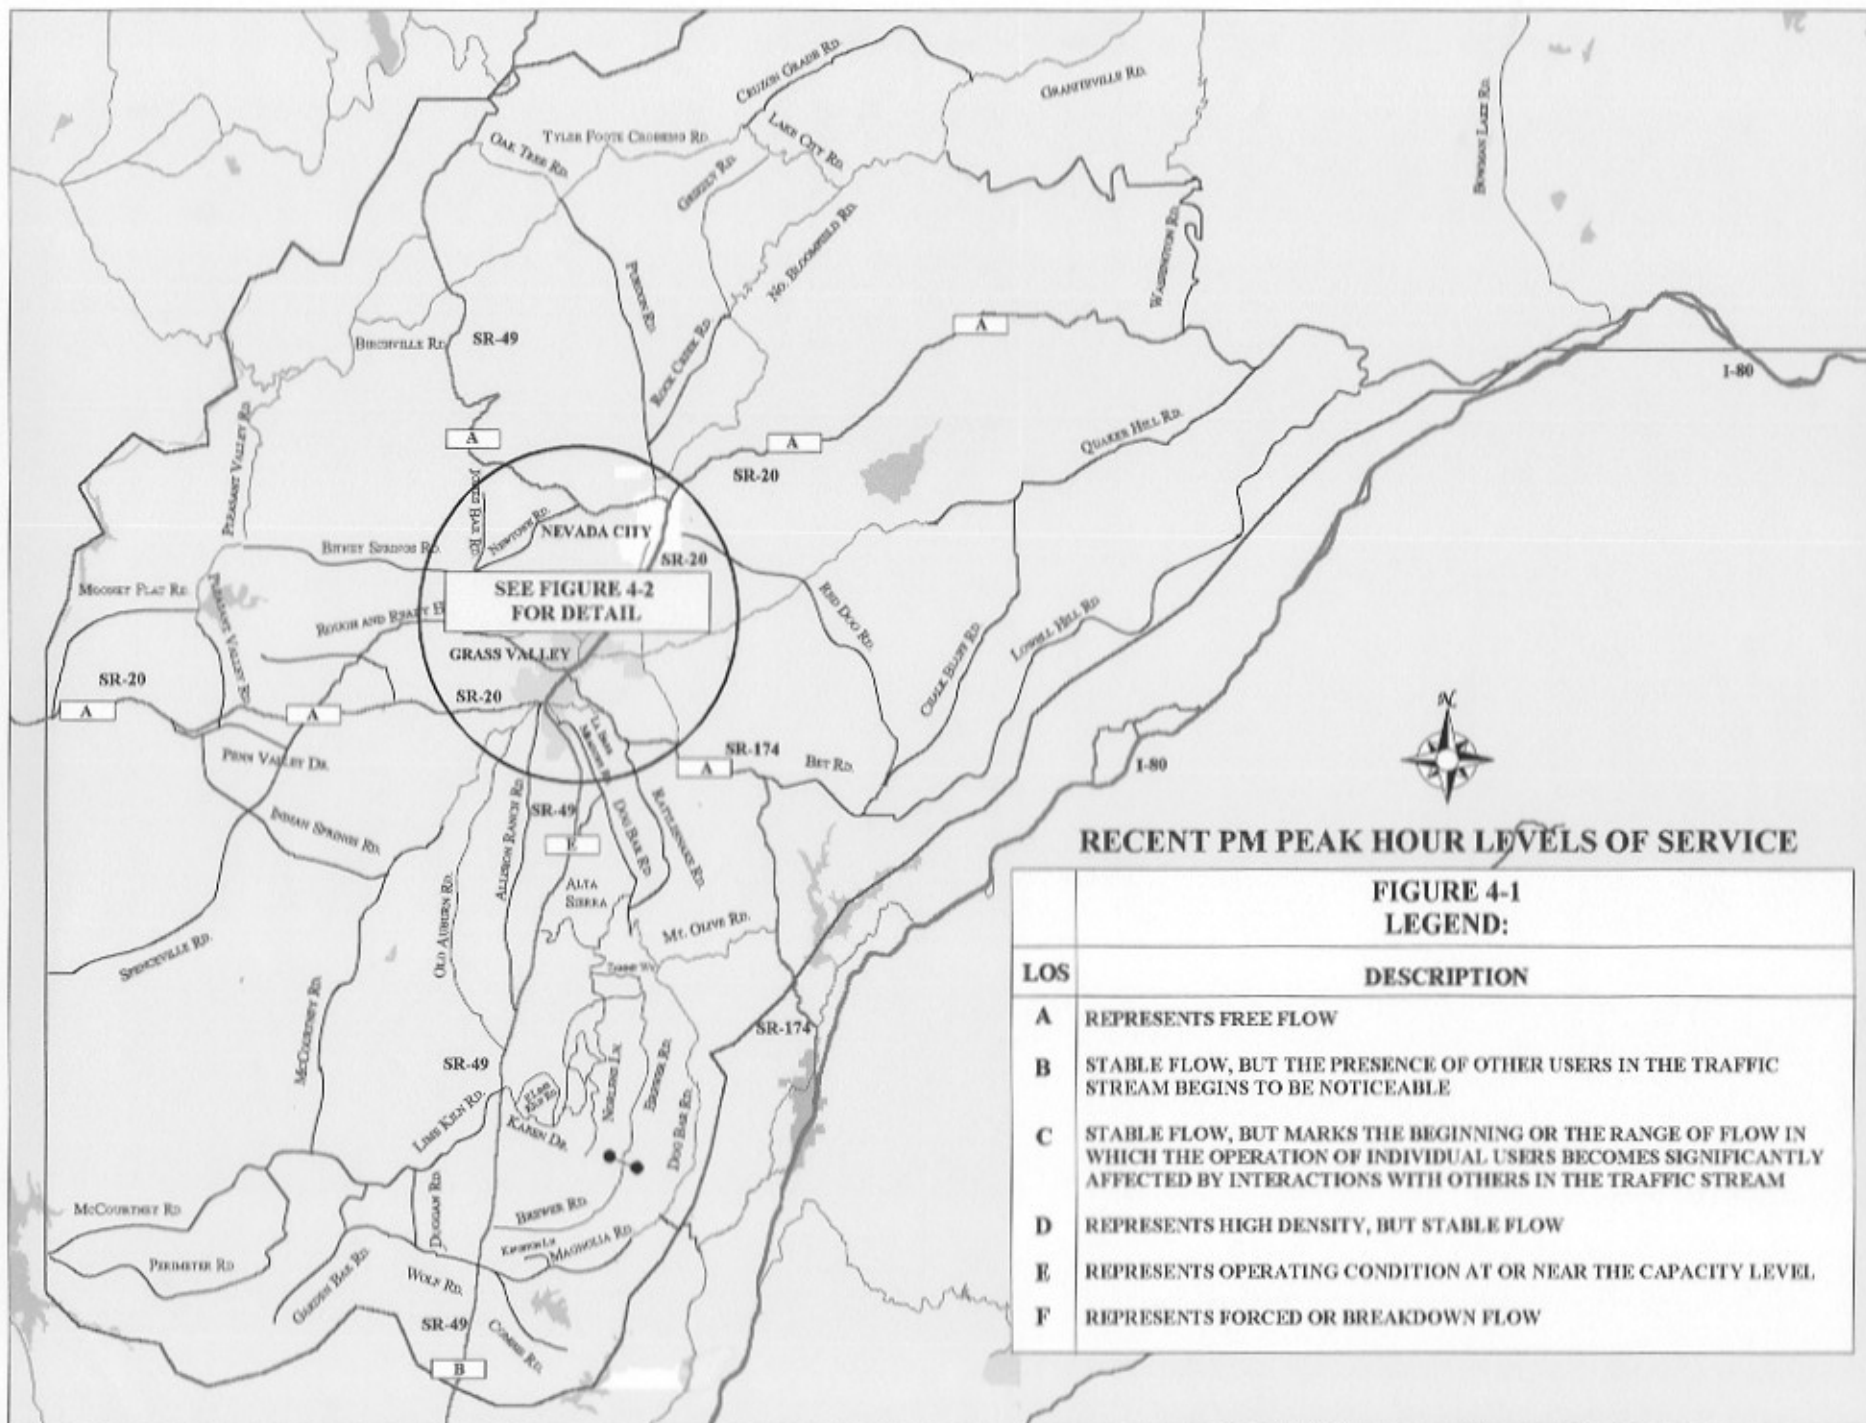 CRUZON GRADE RD.
GRANITEVILLE RD.
BOWMAN LAKE RD.
TYLER FOOTE CROSSING RD.
LAKE CITY RD.
OAK TREE RD.
GRIZZLY RD.
NO. BLOOMFIELD RD.
WASHINGTON RD.
PURDON RD.
A
BIRCHVILLE RD.
SR-49
ROCK CREEK RD.
I-80
PLEASANT VALLEY RD.
A
A
QUAKER HILL RD.
SR-20
JONES BAR RD.
NEWTOWN RD.
NEVADA CITY
BITNEY SPRINGS RD.
SR-20
MOONEY FLAT RD.
PLEASANT VALLEY RD.
SEE FIGURE 4-2
FOR DETAIL
RED DOG RD.
ROUGH AND READY H
LOWELL HILL RD.
CHALK BLUFF RD.
GRASS VALLEY
SR-20
SR-20
A
A
N
SR-174
BET RD.
A
I-80
PENN VALLEY DR.
INDIAN SPRINGS RD.
ALLISON RANCH RD.
SR-49
DOG BAR RD.
RATTLESNAKE RD.
E
OLD AUBURN RD.
ALTA
SIERRA
MT. OLIVE RD.
SPENCEVILLE RD.
MCCOURTNEY RD.
SR-174
SR-49
LIME KILN RD.
KAREN DR.
NORLENE LN.
BREWER RD.
DOG BAR RD.
MCCOURTNEY RD
DUGGAN RD.
BREWER RD.
MAGNOLIA RD.
PERIMETER RD
GARDEN BAR RD.
WOLF RD.
SR-49
COMBIE RD.
B
RECENT PM PEAK HOUR LEVELS OF SERVICE
FIGURE 4-1
LEGEND:
LOS DESCRIPTION
A REPRESENTS FREE FLOW
B STABLE FLOW, BUT THE PRESENCE OF OTHER USERS IN THE TRAFFIC
STREAM BEGINS TO BE NOTICEABLE
C STABLE FLOW, BUT MARKS THE BEGINNING OR THE RANGE OF FLOW IN
WHICH THE OPERATION OF INDIVIDUAL USERS BECOMES SIGNIFICANTLY
AFFECTED BY INTERACTIONS WITH OTHERS IN THE TRAFFIC STREAM
D REPRESENTS HIGH DENSITY, BUT STABLE FLOW
E REPRESENTS OPERATING CONDITION AT OR NEAR THE CAPACITY LEVEL
F REPRESENTS FORCED OR BREAKDOWN FLOW